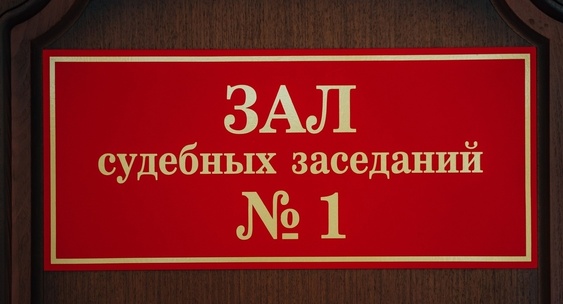 ЗАЛ
судебных заседаний
№ 1